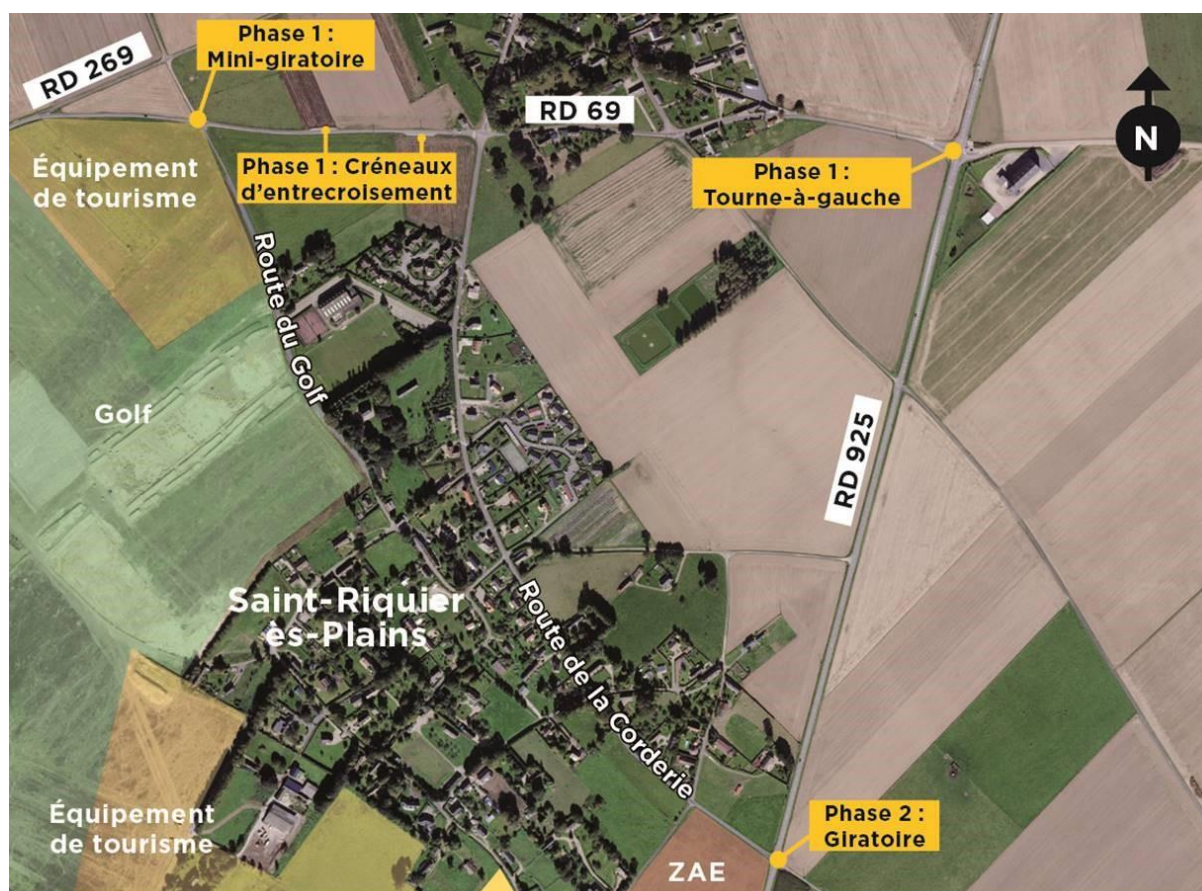 Phase 1 :
Mini-giratoire
RD 269
RD 69
N
Équipement
de tourisme
Phase 1 : Créneaux
d'entrecroisement
Phase 1 :
Tourne-à-gauche
Route du Golf
Golf
RD 925
Saint-Riquier
ès-Plains
Route de la Corderie
Équipement
de tourisme
Phase 2 :
Giratoire
ZAE